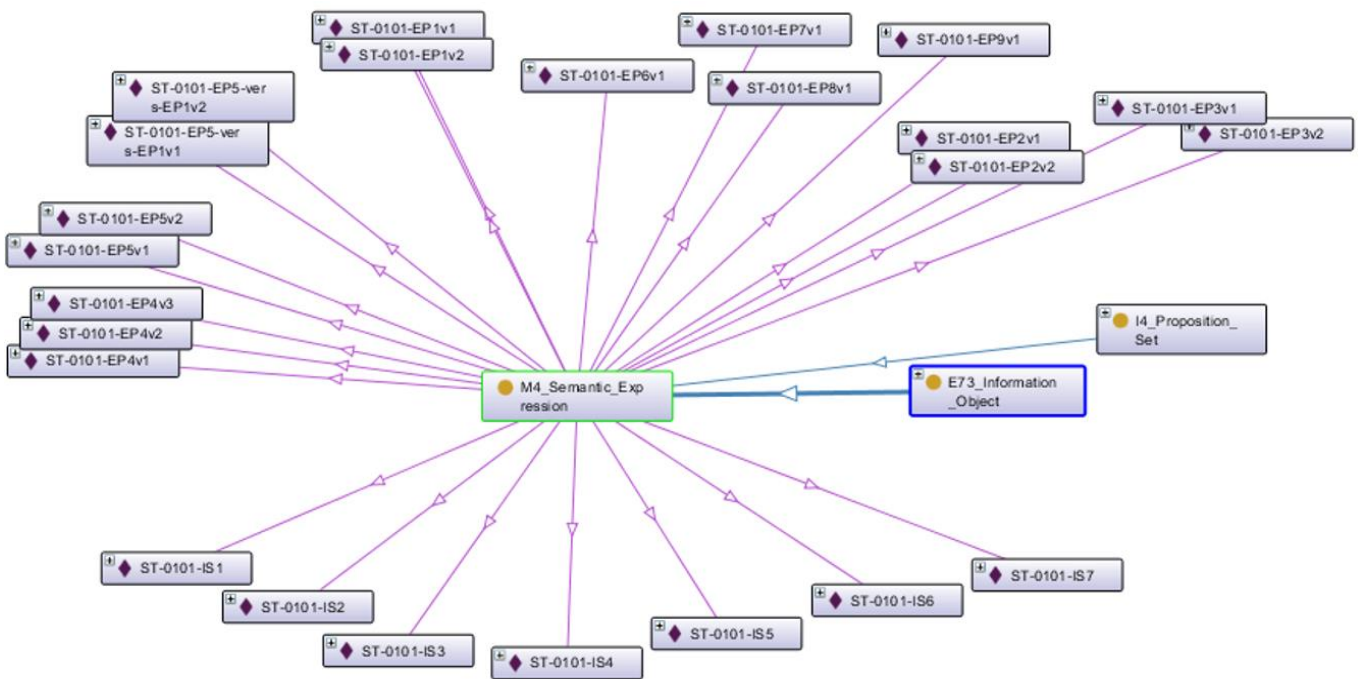 ST-0101-EP1v1
ST-0101-EP1v2
ST-0101-EP7v1
ST-0101-EP9v1
ST-0101-EP6v1
ST-0101-EP8v1
ST-0101-EP5-ver
s-EP1v2
ST-0101-EP5-ver
s-EP1v1
ST-0101-EP3v1
ST-0101-EP3v2
ST-0101-EP2v1
ST-0101-EP2v2
ST-0101-EP5v2
ST-0101-EP5v1
ST-0101-EP4v3
ST-0101-EP4v2
ST-0101-EP4v1
I4_Proposition_
Set
M4_Semantic_Exp
ression
E73_Information
_Object
ST-0101-IS1
ST-0101-IS2
ST-0101-IS3
ST-0101-IS4
ST-0101-IS5
ST-0101-IS6
ST-0101-IS7